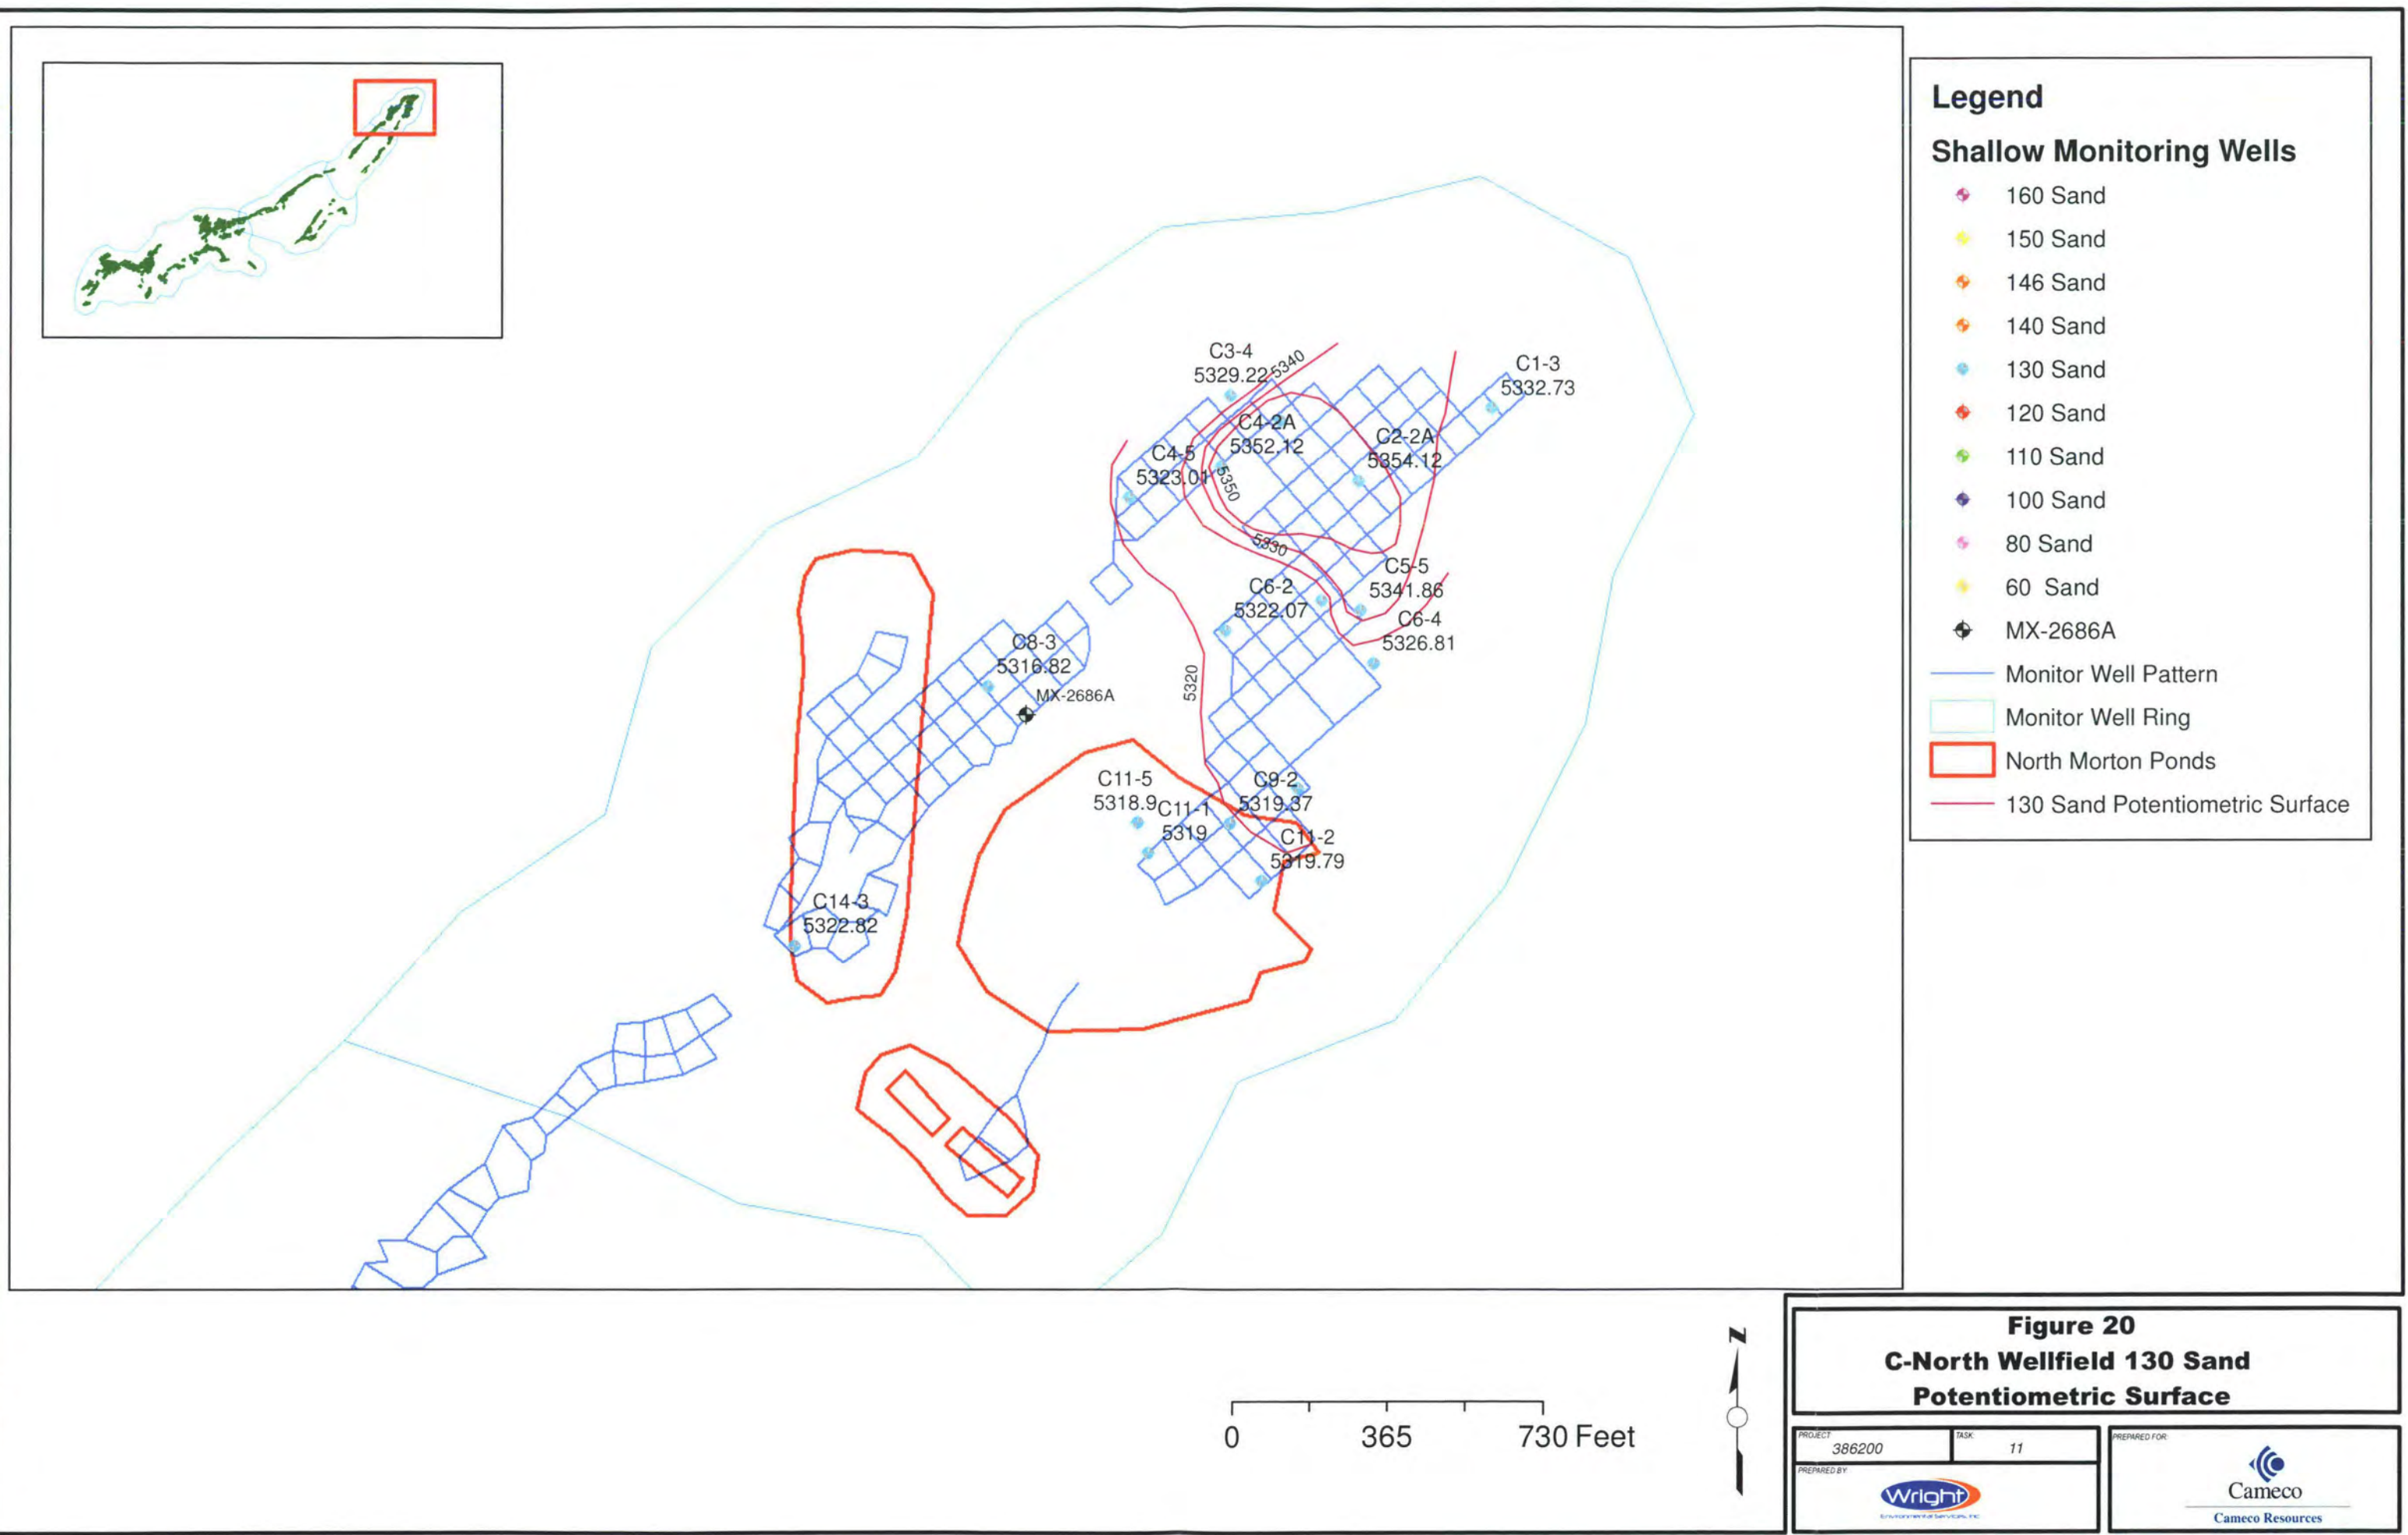 Legend
Shallow Monitoring Wells
160 Sand
150 Sand
146 Sand
140 Sand
130 Sand
120 Sand
110 Sand
100 Sand
80 Sand
60 Sand
MX-2686A
Monitor Well Pattern
Monitor Well Ring
North Morton Ponds
130 Sand Potentiometric Surface
C3-4
5329.22
5340
C1-3
5332.73
C4-2A
5352.12
C2-2A
5354.12
C4-5
5323.01
5350
5330
C5-5
5341.86
C6-2
5322.07
C6-4
5326.81
C8-3
5316.82
MX-2686A
5320
C11-5
5318.9
C11-1
5319
C9-2
5319.37
C11-2
5319.79
C14-3
5322.82
0 365 730 Feet
N
Figure 20
C-North Wellfield 130 Sand
Potentiometric Surface
PROJECT
386200
TASK
11
PREPARED BY
Wright
Environmental Services, Inc
PREPARED FOR:
Cameco
Cameco Resources